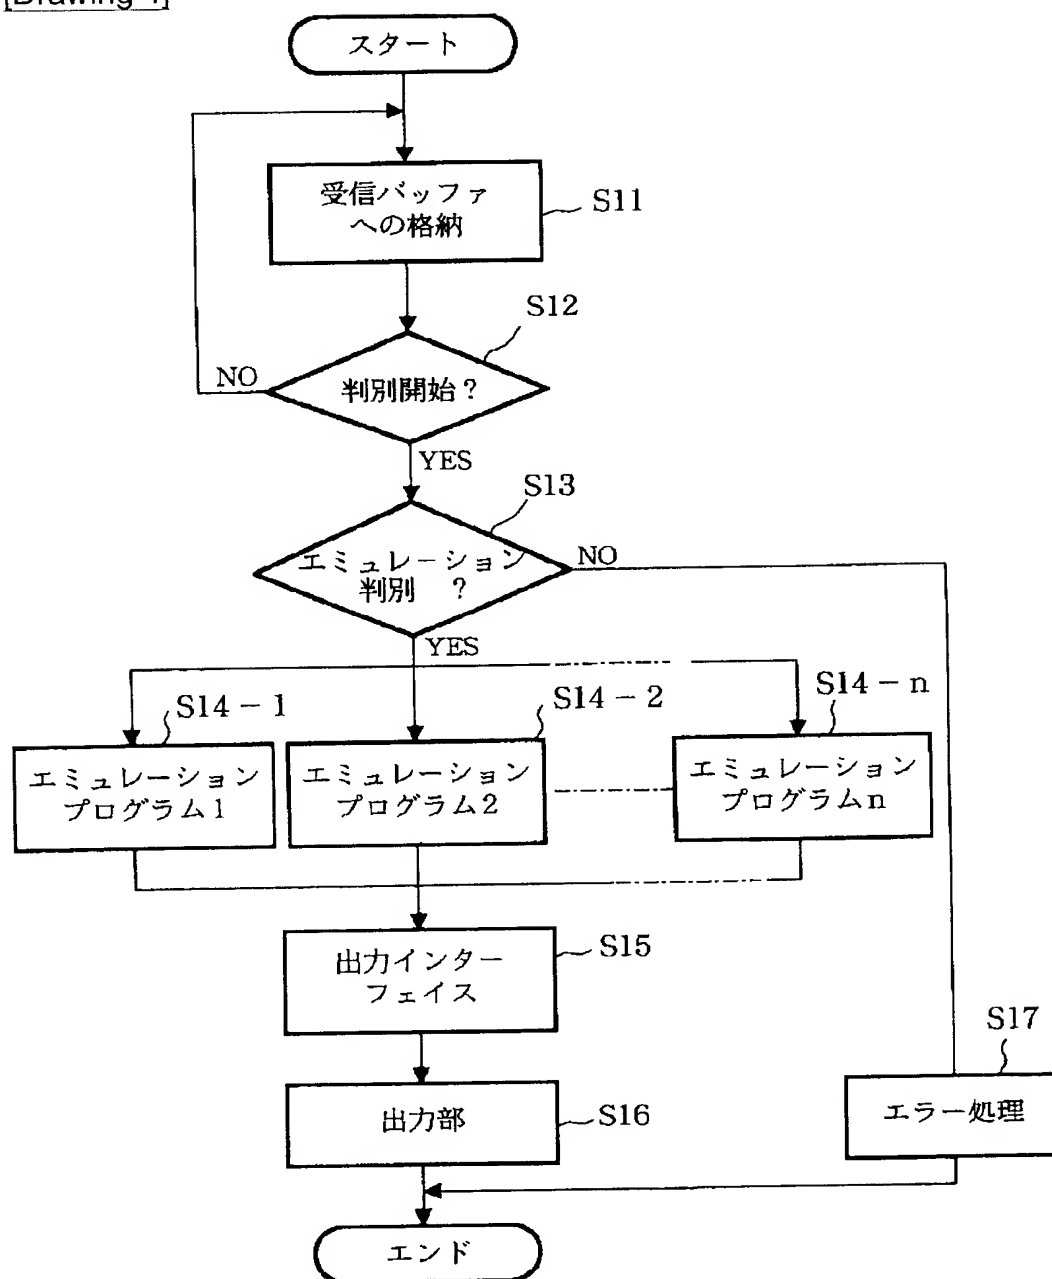 スタート
受信バッファ
への格納
S11
S12
判別開始？
NO
YES
S13
エミュレーション
判別　？
NO
YES
S14－1
S14－2
S14－n
エミュレーション
プログラム1
エミュレーション
プログラム2
エミュレーション
プログラムn
出力インター
フェイス
S15
出力部
S16
S17
エラー処理
エンド